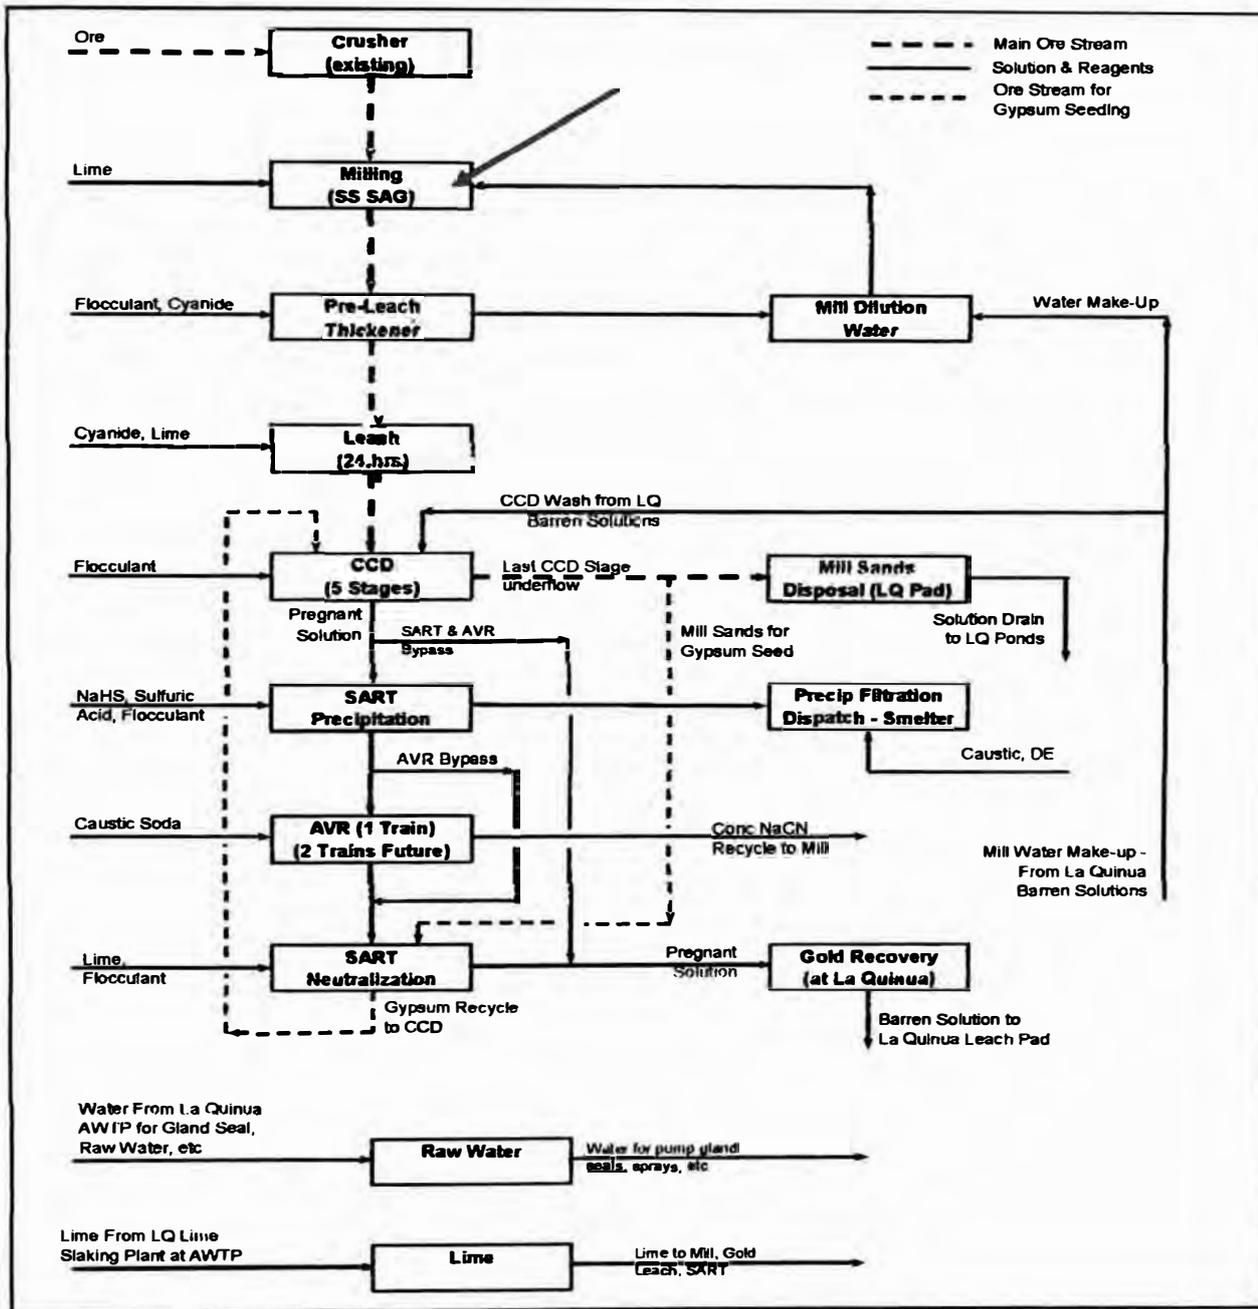 Ore
Crusher
(existing)
Main Ore Stream
Solution & Reagents
Ore Stream for
Gypsum Seeding
Lime
Milling
(SS SAG)
Flocculant, Cyanide
Pre-Leach
Thickener
Mill Dilution
Water
Water Make-Up
Cyanide, Lime
Leach
(24 hrs)
CCD Wash from LQ
Barren Solutions
Flocculant
CCD
(5 Stages)
Last CCD Stage
underflow
Mill Sands
Disposal (LQ Pad)
Pregnant
Solution
SART & AVR
Bypass
Mill Sands for
Gypsum Seed
Solution Drain
to LQ Ponds
NaHS, Sulfuric
Acid, Flocculant
SART
Precipitation
Precip Filtration
Dispatch - Smelter
AVR Bypass
Caustic, DE
Caustic Soda
AVR (1 Train)
(2 Trains Future)
Conc NaCN
Recycle to Mill
Mill Water Make-up -
From La Quinua
Barren Solutions
Lime,
Flocculant
SART
Neutralization
Pregnant
Solution
Gold Recovery
(at La Quinua)
Gypsum Recycle
to CCD
Barren Solution to
La Quinua Leach Pad
Water From La Quinua
AWTP for Gland Seal,
Raw Water, etc
Raw Water
Water for pump gland
seals, sprays, etc
Lime From LQ Lime
Slaking Plant at AWTP
Lime
Lime to Mill, Gold
Leach, SART